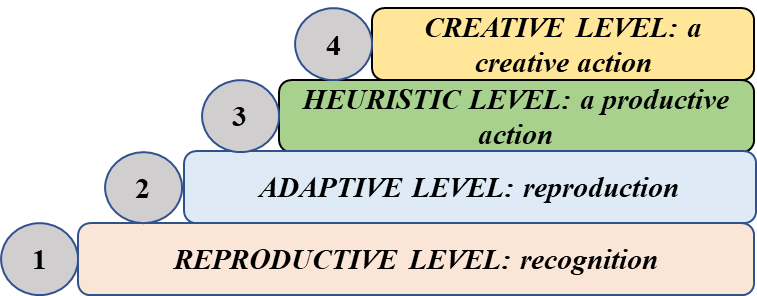 4
CREATIVE LEVEL: a
creative action
3
HEURISTIC LEVEL: a productive
action
2
ADAPTIVE LEVEL: reproduction
1
REPRODUCTIVE LEVEL: recognition